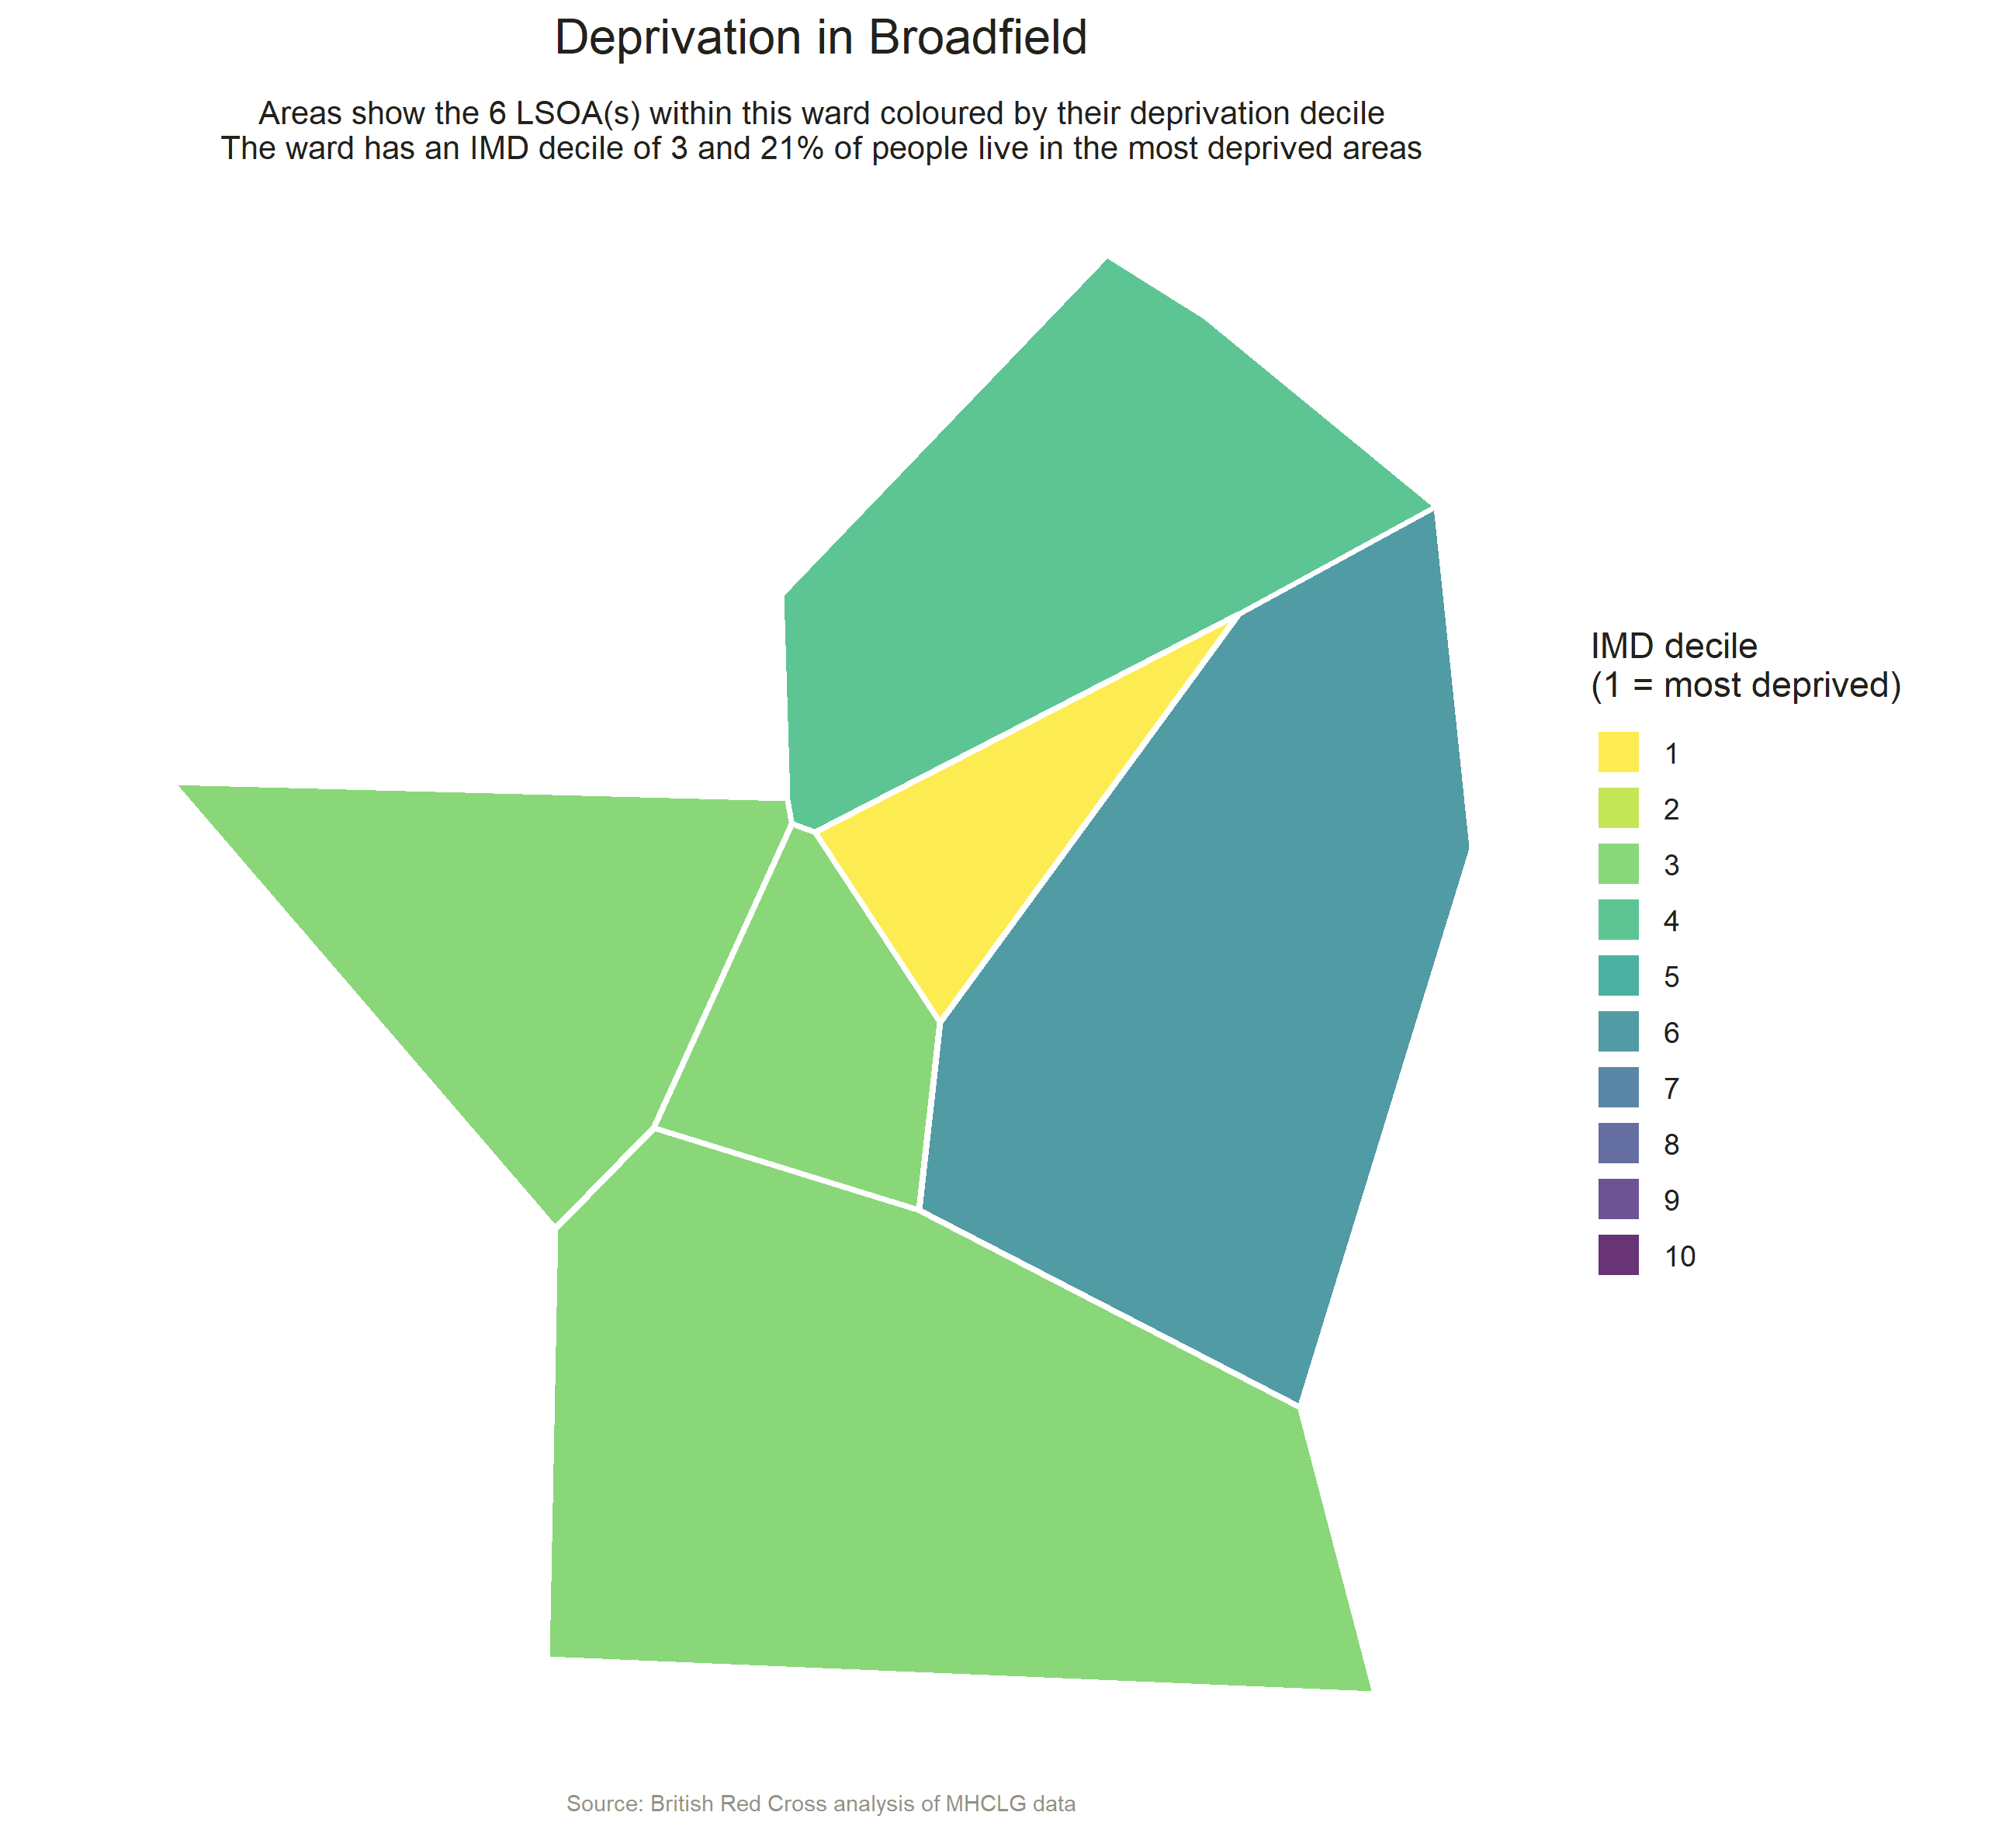 Deprivation in Broadfield
Areas show the 6 LSOA(s) within this ward coloured by their deprivation decile
The ward has an IMD decile of 3 and 21% of people live in the most deprived areas
IMD decile
(1 = most deprived)
1
2
3
4
5
6
7
8
9
10
Source: British Red Cross analysis of MHCLG data